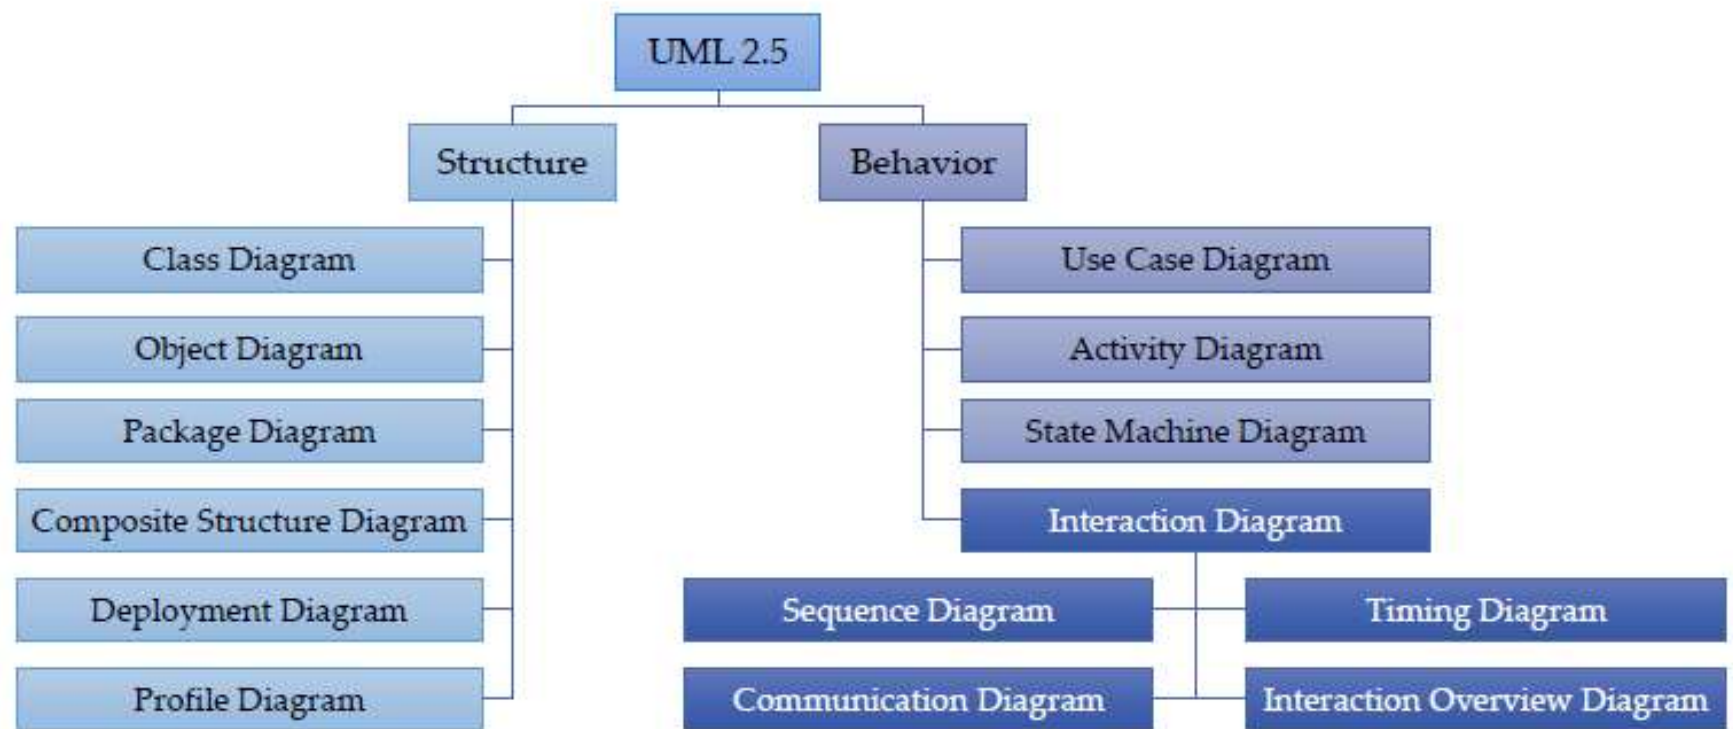 UML 2.5
Structure
Behavior
Class Diagram
Object Diagram
Package Diagram
Composite Structure Diagram
Deployment Diagram
Profile Diagram
Use Case Diagram
Activity Diagram
State Machine Diagram
Interaction Diagram
Sequence Diagram
Timing Diagram
Communication Diagram
Interaction Overview Diagram